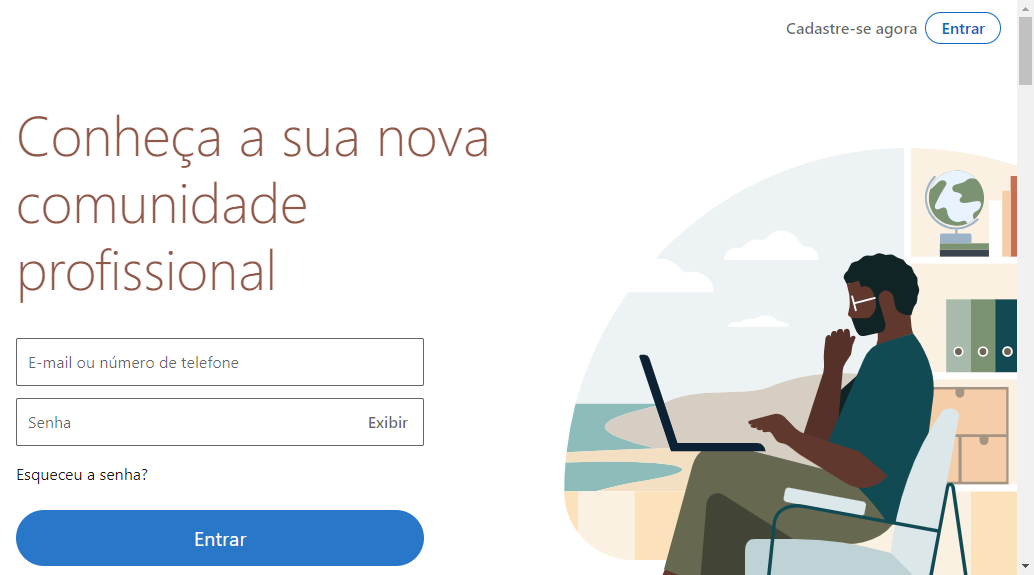 Cadastre-se agora
Entrar
Conheça a sua nova
comunidade
profissional
E-mail ou número de telefone
Senha
Exibir
Esqueceu a senha?
Entrar